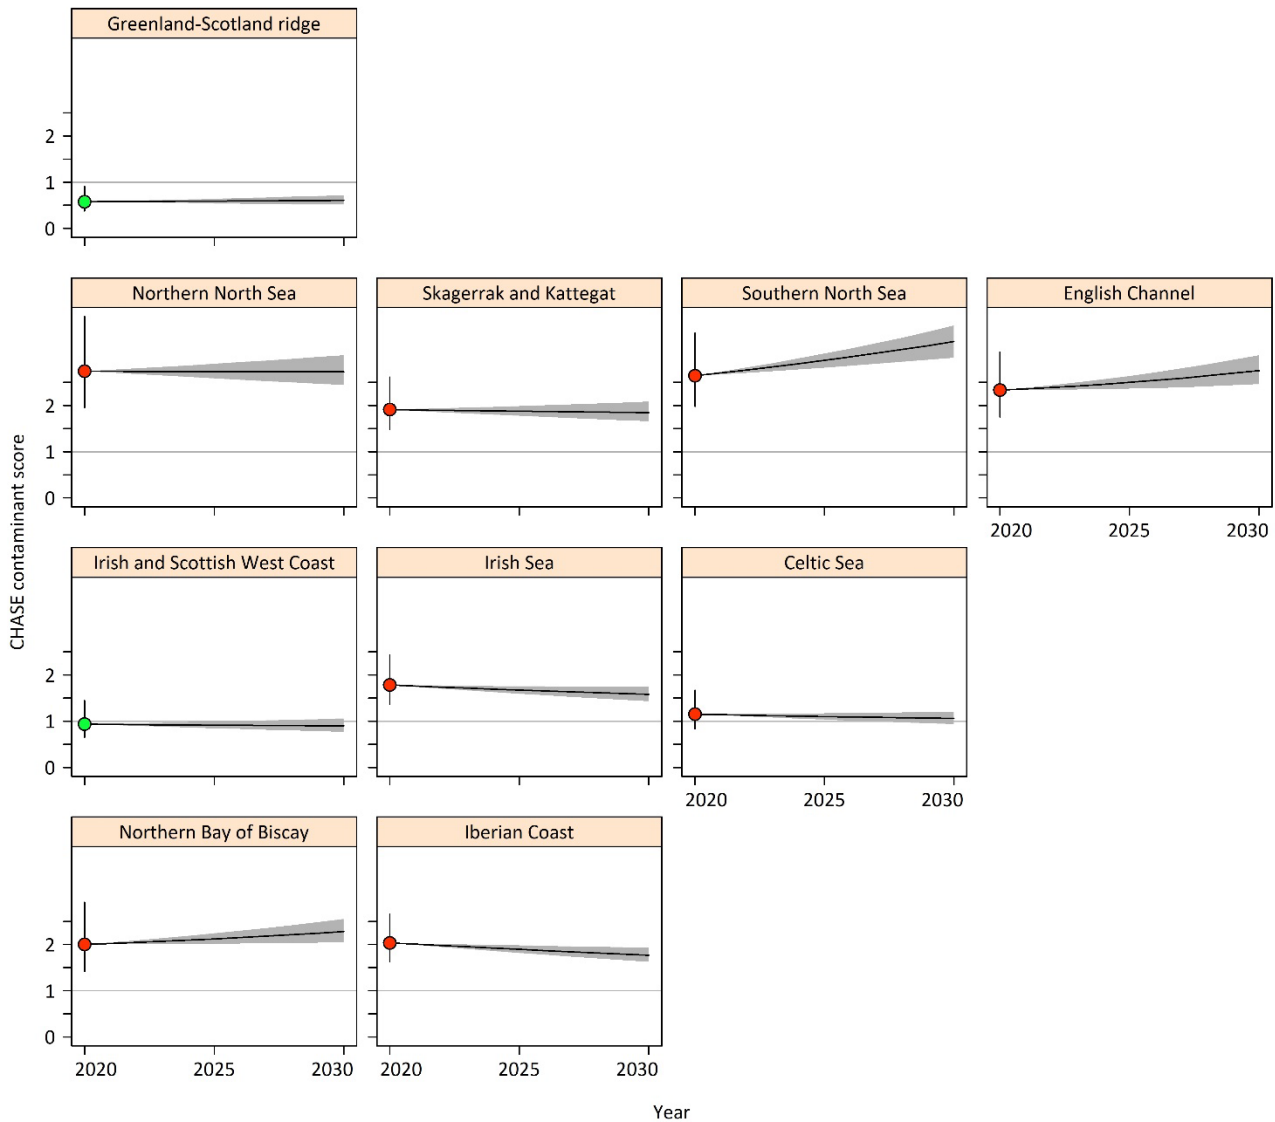 Greenland-Scotland ridge
2
1
0
Northern North Sea
Skagerrak and Kattegat
Southern North Sea
English Channel
2
1
0
2020 2025 2030
Irish and Scottish West Coast
Irish Sea
Celtic Sea
2
1
0
2020 2025 2030
Northern Bay of Biscay
Iberian Coast
2
1
0
2020 2025 2030
2020 2025 2030
CHASE contaminant score
Year